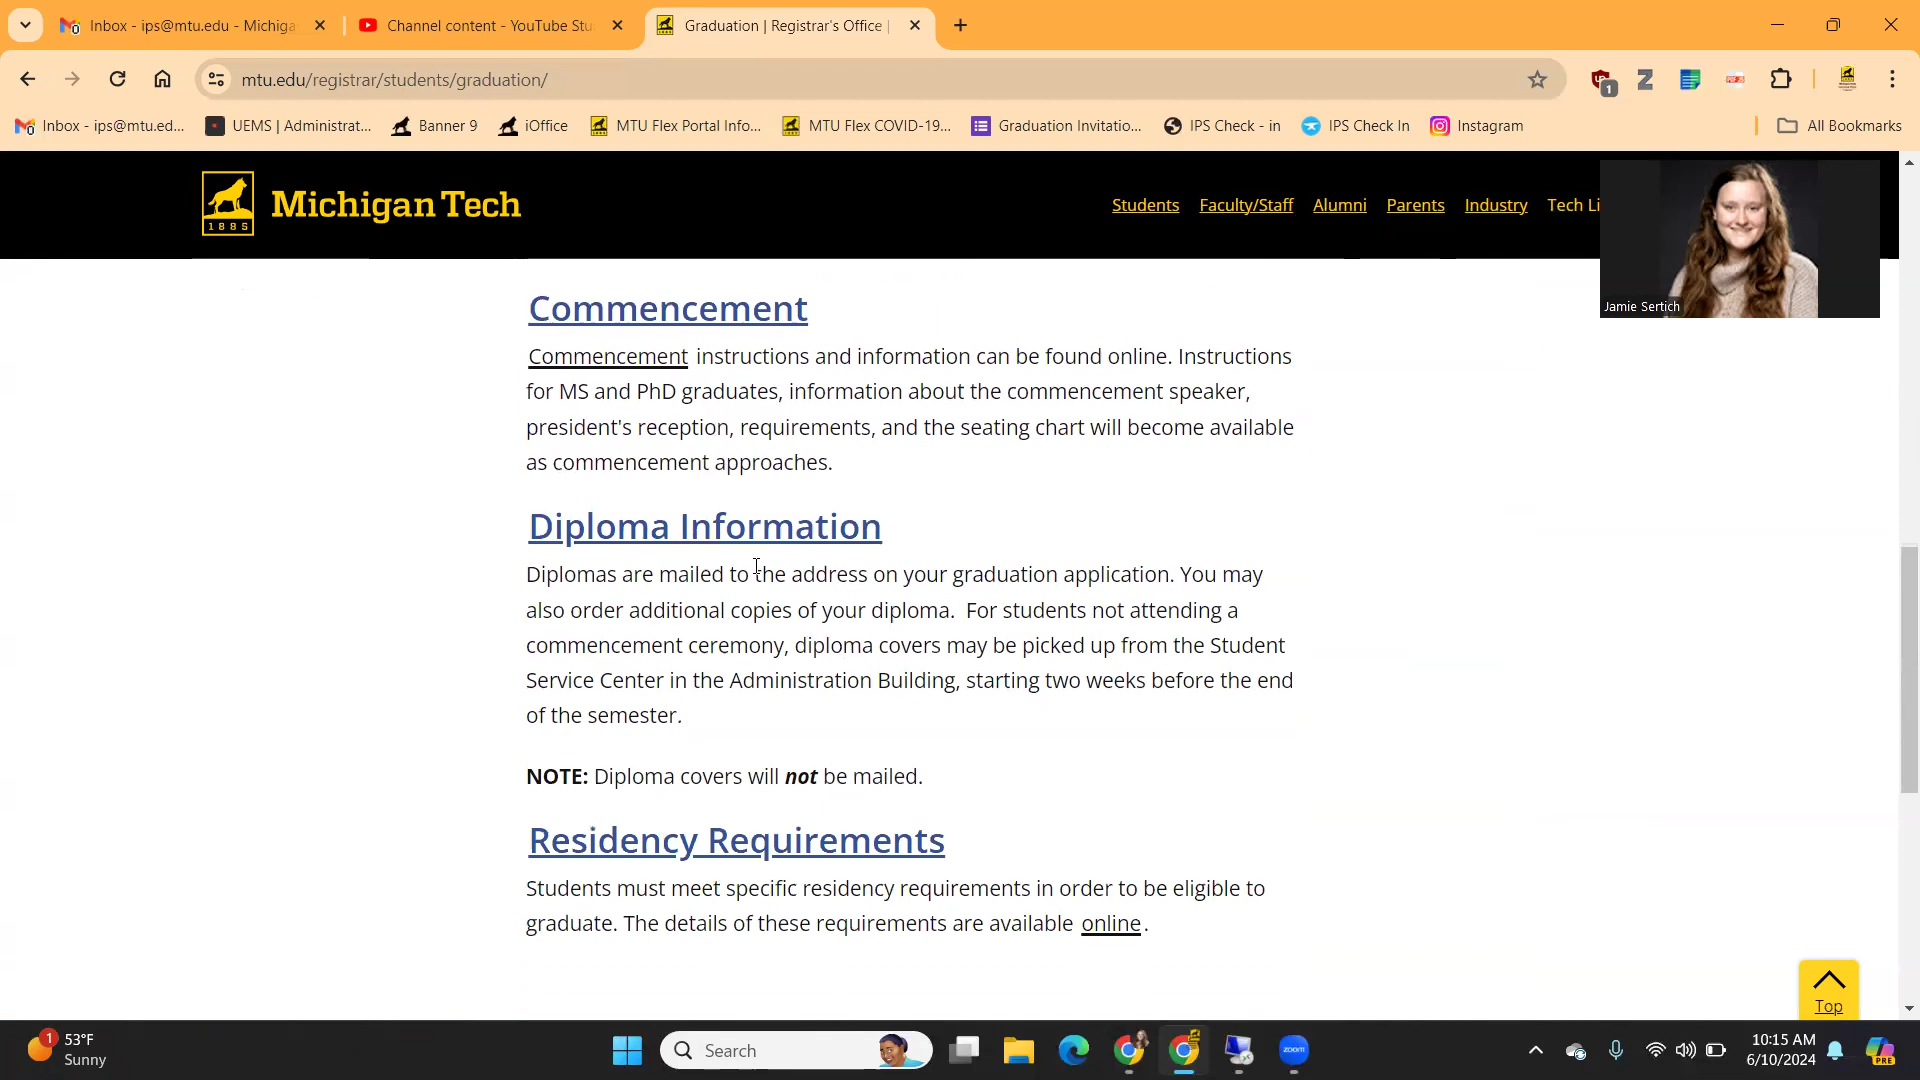 Inbox - ips@mtu.edu - Michiga
Channel content - YouTube Stu
Graduation | Registrar's Office |
mtu.edu/registrar/students/graduation/
1
Inbox - ips@mtu.ed...
UEMS | Administrat...
Banner 9
iOffice
MTU Flex Portal Info...
MTU Flex COVID-19...
Graduation Invitatio...
IPS Check - in
IPS Check In
Instagram
All Bookmarks
1885
Michigan Tech
Students
Faculty/Staff
Alumni
Parents
Industry
Tech Li
Jamie Sertich
Commencement
Commencement instructions and information can be found online. Instructions
for MS and PhD graduates, information about the commencement speaker,
president's reception, requirements, and the seating chart will become available
as commencement approaches.
Diploma Information
Diplomas are mailed to the address on your graduation application. You may
also order additional copies of your diploma.  For students not attending a
commencement ceremony, diploma covers may be picked up from the Student
Service Center in the Administration Building, starting two weeks before the end
of the semester.
NOTE: Diploma covers will not be mailed.
Residency Requirements
Students must meet specific residency requirements in order to be eligible to
graduate. The details of these requirements are available online.
Top
1
53°F
Sunny
Search
zoom
10:15 AM
6/10/2024
PRE